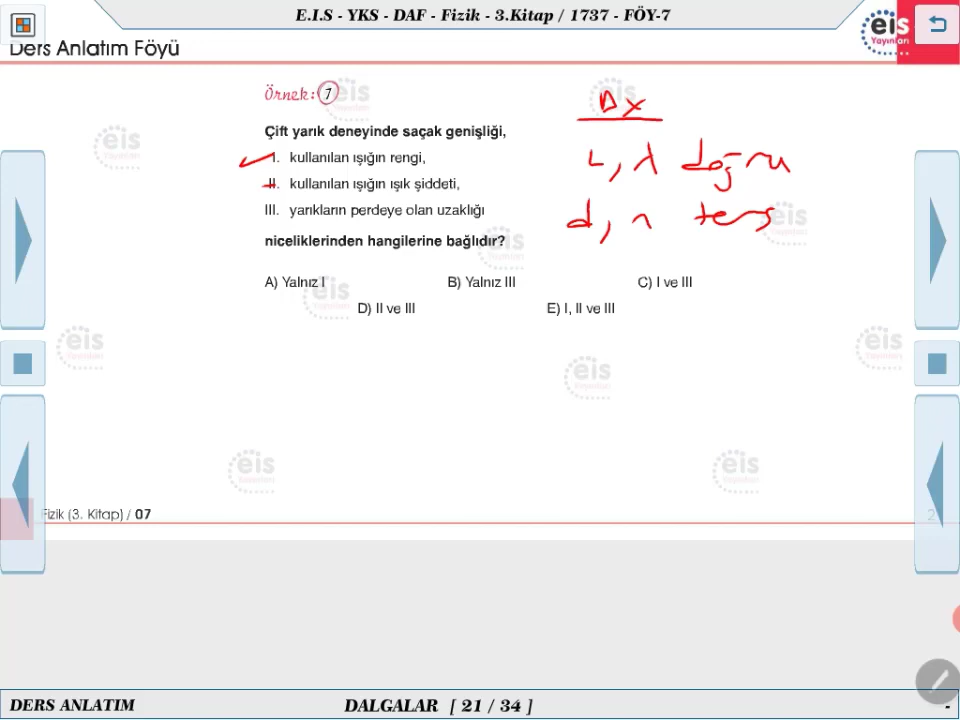 E.I.S - YKS - DAF - Fizik - 3.Kitap / 1737 - FÖY-7
eis
Yayınları
Ders Anlatım Föyü
Örnek: 7
Δx
Çift yarık deneyinde saçak genişliği,
I. kullanılan ışığın rengi,
L, λ doğru
II. kullanılan ışığın ışık şiddeti,
III. yarıkların perdeye olan uzaklığı
d, n ters
niceliklerinden hangilerine bağlıdır?
A) Yalnız I
B) Yalnız III
C) I ve III
D) II ve III
E) I, II ve III
Fizik (3. Kitap) / 07
2
DERS ANLATIM
DALGALAR [ 21 / 34 ]
-